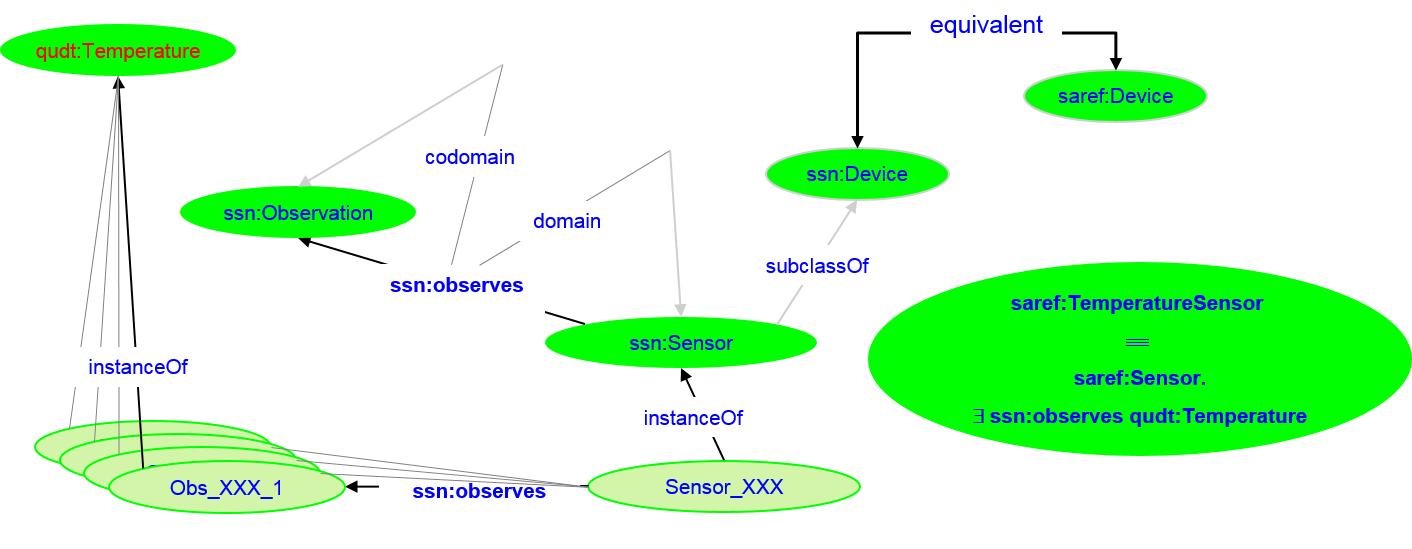 equivalent
qudt:Temperature
saref:Device
codomain
ssn:Device
ssn:Observation
domain
subclassOf
ssn:observes
saref:TemperatureSensor
ssn:Sensor
==
saref:Sensor.
instanceOf
instanceOf
∃ ssn:observes qudt:Temperature
Obs_XXX_1
ssn:observes
Sensor_XXX